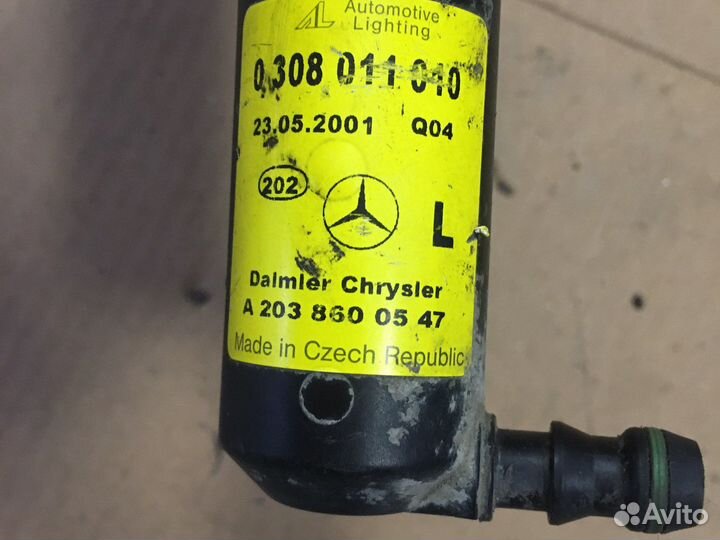 AL Automotive
Lighting
0 308 011 010
23.05.2001 Q04
202
L
Daimler Chrysler
A 203 860 05 47
Made in Czech Republic
Avito